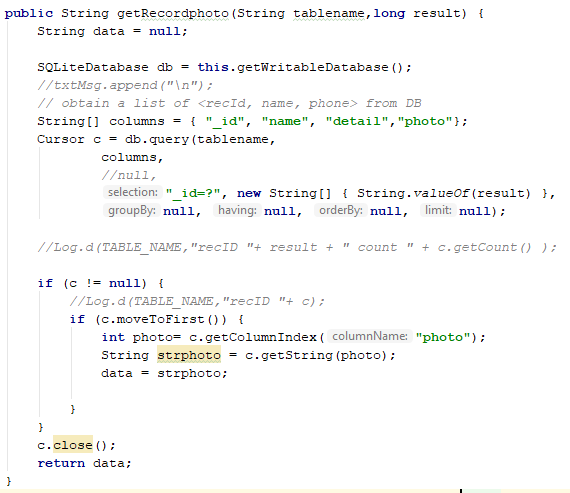 public String getRecordphoto(String tablename,long result) {
    String data = null;
    SQLiteDatabase db = this.getWritableDatabase();
    //txtMsg.append("\n");
    // obtain a list of <recId, name, phone> from DB
    String[] columns = { "_id", "name", "detail","photo"};
    Cursor c = db.query(tablename,
            columns,
            //null,
            selection: "_id=?", new String[] { String.valueOf(result) },
            groupBy: null, having: null, orderBy: null, limit: null);
    //Log.d(TABLE_NAME,"recID "+ result + " count " + c.getCount() );
    if (c != null) {
        //Log.d(TABLE_NAME,"recID "+ c);
        if (c.moveToFirst()) {
            int photo= c.getColumnIndex( columnName: "photo");
            String strphoto = c.getString(photo);
            data = strphoto;
        }
    }
    c.close();
    return data;
}